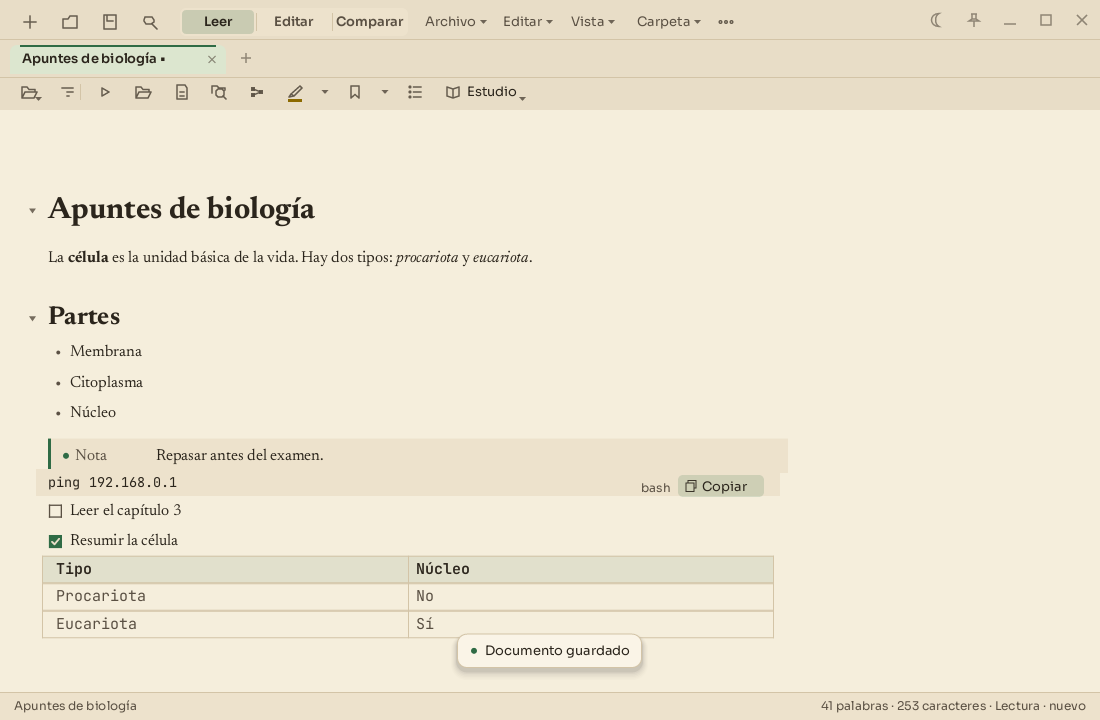 Leer Editar Comparar Archivo Editar Vista Carpeta
Apuntes de biología •
Estudio
Apuntes de biología
La célula es la unidad básica de la vida. Hay dos tipos: procariota y eucariota.
Partes
• Membrana
• Citoplasma
• Núcleo
Nota Repasar antes del examen.
ping 192.168.0.1
bash Copiar
Leer el capítulo 3
Resumir la célula
Tipo Núcleo
Procariota No
Eucariota Sí
Documento guardado
Apuntes de biología 41 palabras · 253 caracteres · Lectura · nuevo